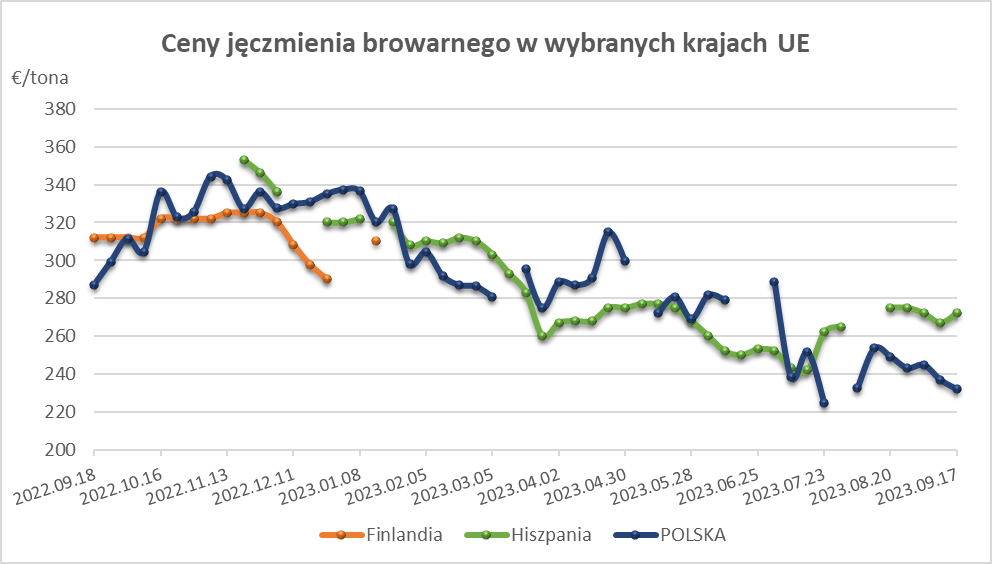 Ceny jęczmienia browarnego w wybranych krajach UE
€/tona
380
360
340
320
300
280
260
240
220
200
2022.09.18 2022.10.16 2022.11.13 2022.12.11 2023.01.08 2023.02.05 2023.03.05 2023.04.02 2023.04.30 2023.05.28 2023.06.25 2023.07.23 2023.08.20 2023.09.17
Finlandia Hiszpania POLSKA